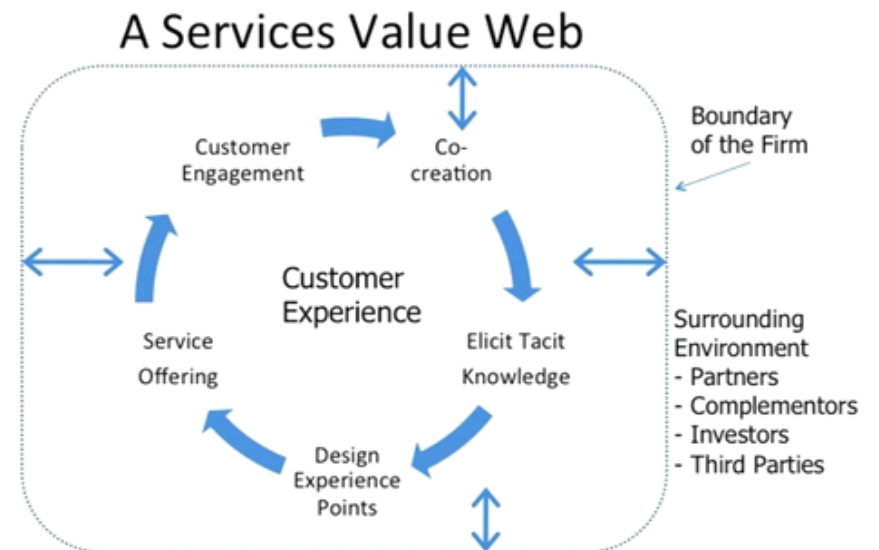 A Services Value Web
Boundary
of the Firm
Customer
Engagement
Co-
creation
Customer
Experience
Service
Offering
Elicit Tacit
Knowledge
Design
Experience
Points
Surrounding
Environment
- Partners
- Complementors
- Investors
- Third Parties